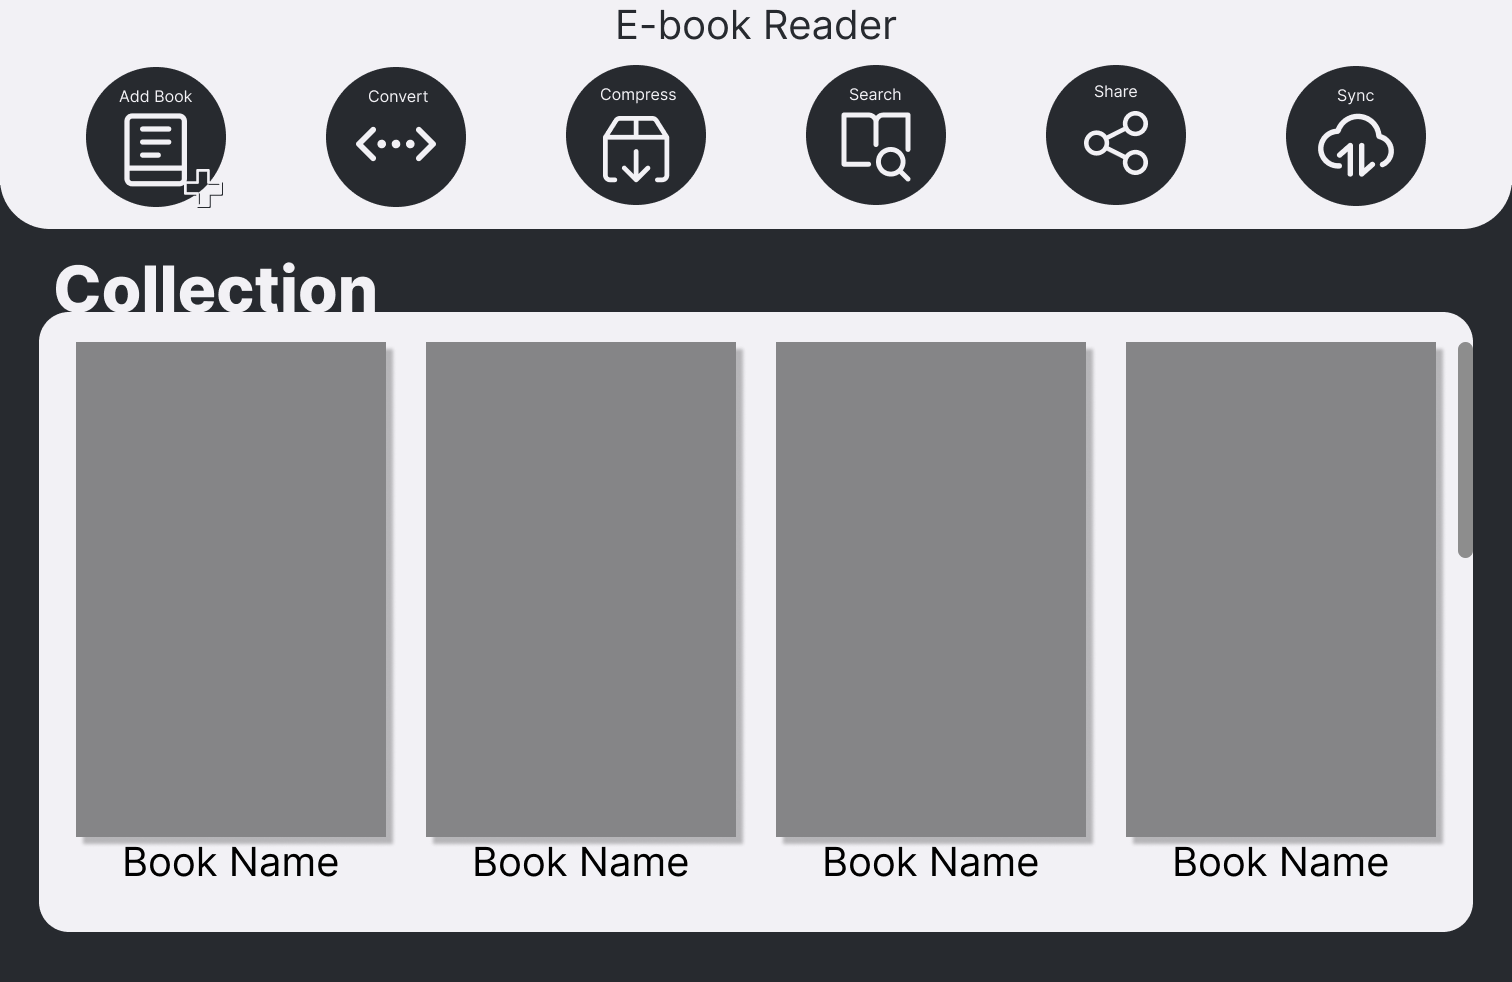 E-book Reader
Add Book
Convert
Compress
Search
Share
Sync
Collection
Book Name
Book Name
Book Name
Book Name